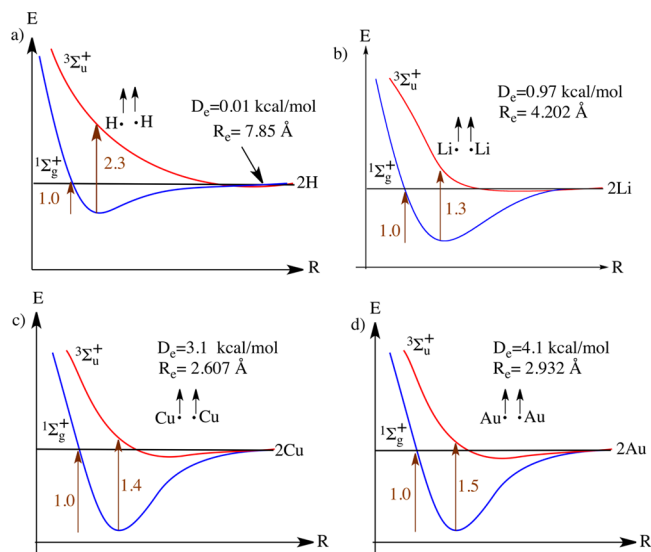 a)
E
³Σu⁺
H· ·H
D_e=0.01 kcal/mol
R_e= 7.85 Å
¹Σg⁺
2.3
2H
1.0
R
b)
E
³Σu⁺
D_e=0.97 kcal/mol
R_e= 4.202 Å
Li· ·Li
¹Σg⁺
2Li
1.3
1.0
R
c)
E
³Σu⁺
D_e=3.1 kcal/mol
R_e= 2.607 Å
Cu· ·Cu
¹Σg⁺
2Cu
1.0
1.4
R
d)
E
³Σu⁺
D_e=4.1 kcal/mol
R_e= 2.932 Å
Au· ·Au
¹Σg⁺
2Au
1.0
1.5
R